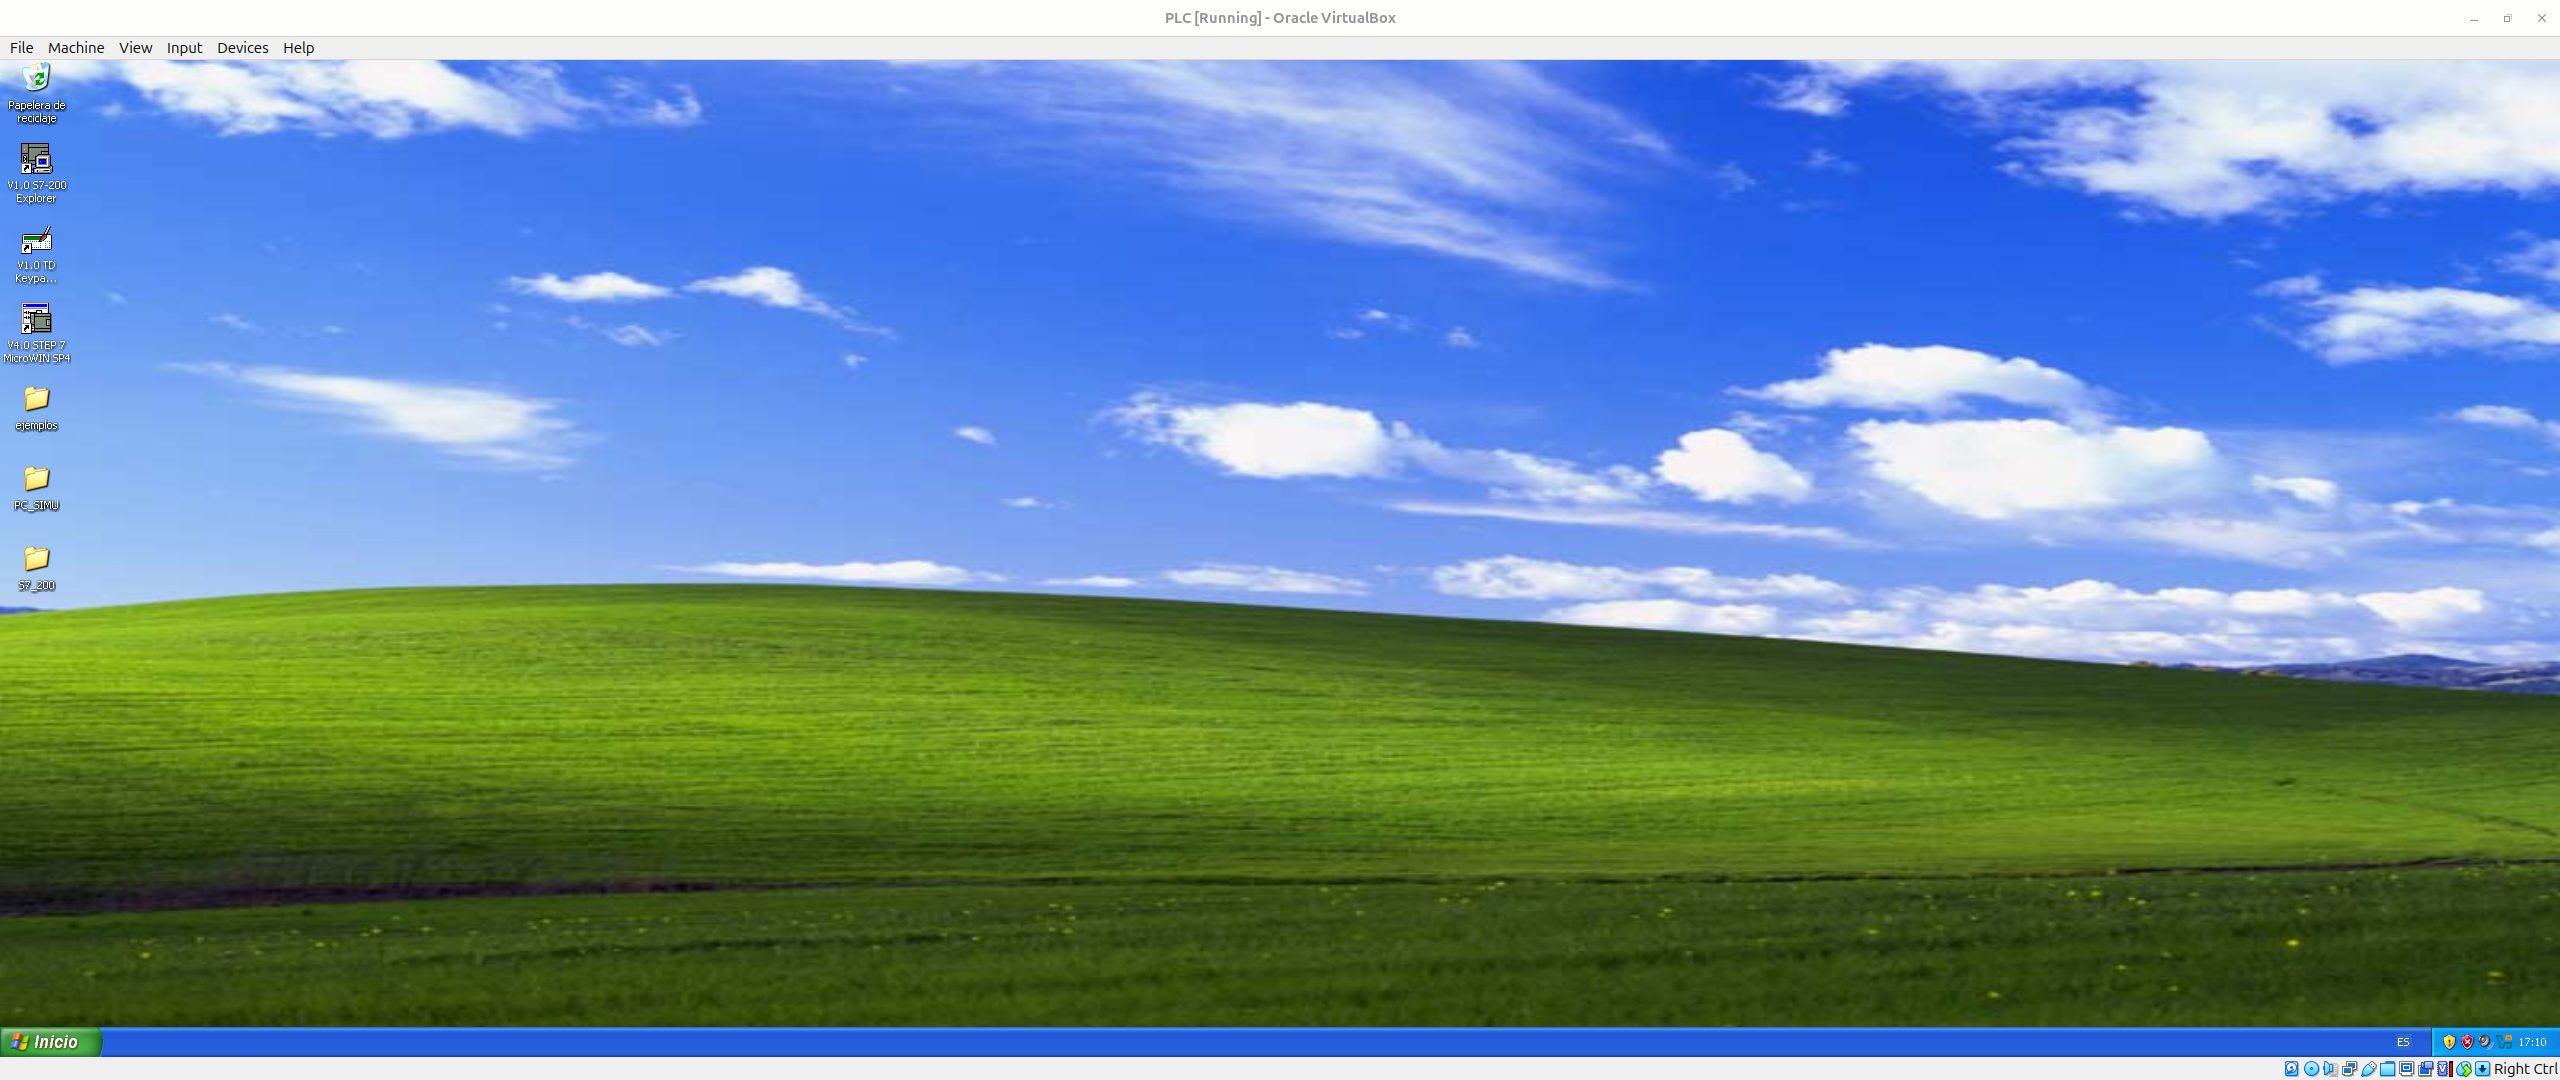 PLC [Running] - Oracle VirtualBox
File Machine View Input Devices Help
Papelera de
reciclaje
V1.0 S7-200
Explorer
V1.0 TD
Keypa...
V4.0 STEP 7
MicroWIN SP4
ejemplos
PC_SIMU
S7_200
Inicio
ES
17:10
Right Ctrl